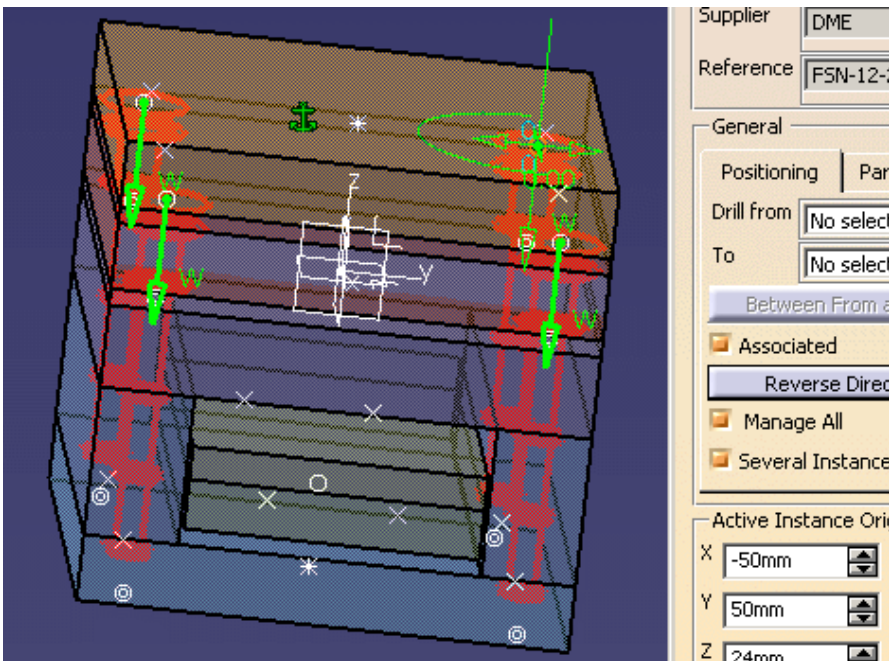 Supplier DME
Reference FSN-12-2
General
Positioning Par
Drill from No select
To No select
Between From a
Associated
Reverse Direc
Manage All
Several Instance
Active Instance Ori
X -50mm
Y 50mm
Z 24mm
Z
Y
W
W
W
W